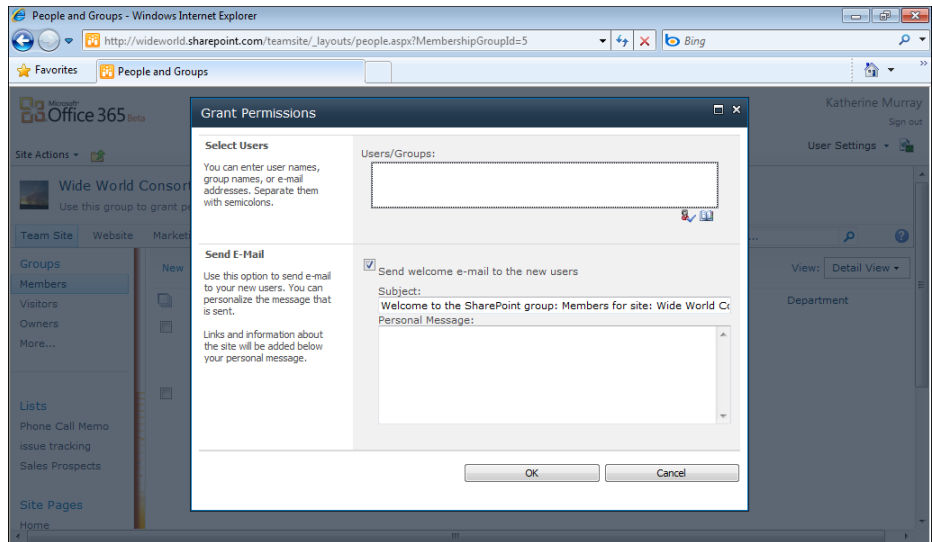 People and Groups - Windows Internet Explorer
http://wideworld.sharepoint.com/teamsite/_layouts/people.aspx?MembershipGroupId=5
Bing
Favorites
People and Groups
Microsoft
Office 365 Beta
Katherine Murray
Sign out
Site Actions
User Settings
Wide World Consort
Use this group to grant pe
Team Site Website Marketi
...
Groups
Members
Visitors
Owners
More...
New
View: Detail View
Department
Lists
Phone Call Memo
issue tracking
Sales Prospects
Site Pages
Home
Grant Permissions
Select Users
You can enter user names,
group names, or e-mail
addresses. Separate them
with semicolons.
Users/Groups:
Send E-Mail
Use this option to send e-mail
to your new users. You can
personalize the message that
is sent.
Links and information about
the site will be added below
your personal message.
Send welcome e-mail to the new users
Subject:
Welcome to the SharePoint group: Members for site: Wide World Co
Personal Message:
OK Cancel